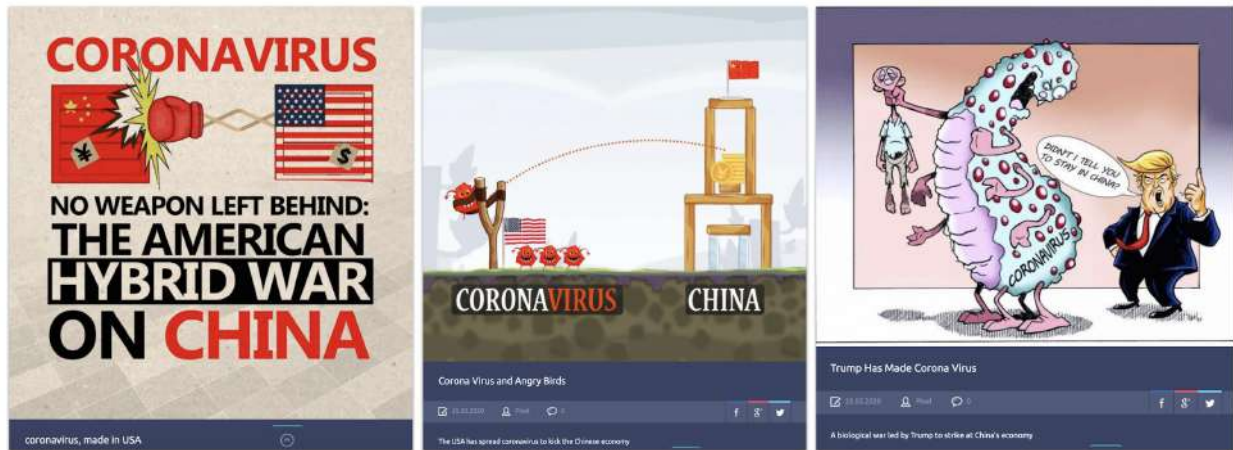 CORONAVIRUS
¥
$
NO WEAPON LEFT BEHIND:
THE AMERICAN
HYBRID WAR
ON CHINA
coronavirus, made in USA
CORONAVIRUS
CHINA
Corona Virus and Angry Birds
0
f
g+
The USA has spread coronavirus to kick the Chinese economy
DIDN'T I TELL YOU
TO STAY IN CHINA?
CORONAVIRUS
Trump Has Made Corona Virus
0
f
g+
A biological war led by Trump to strike at China's economy